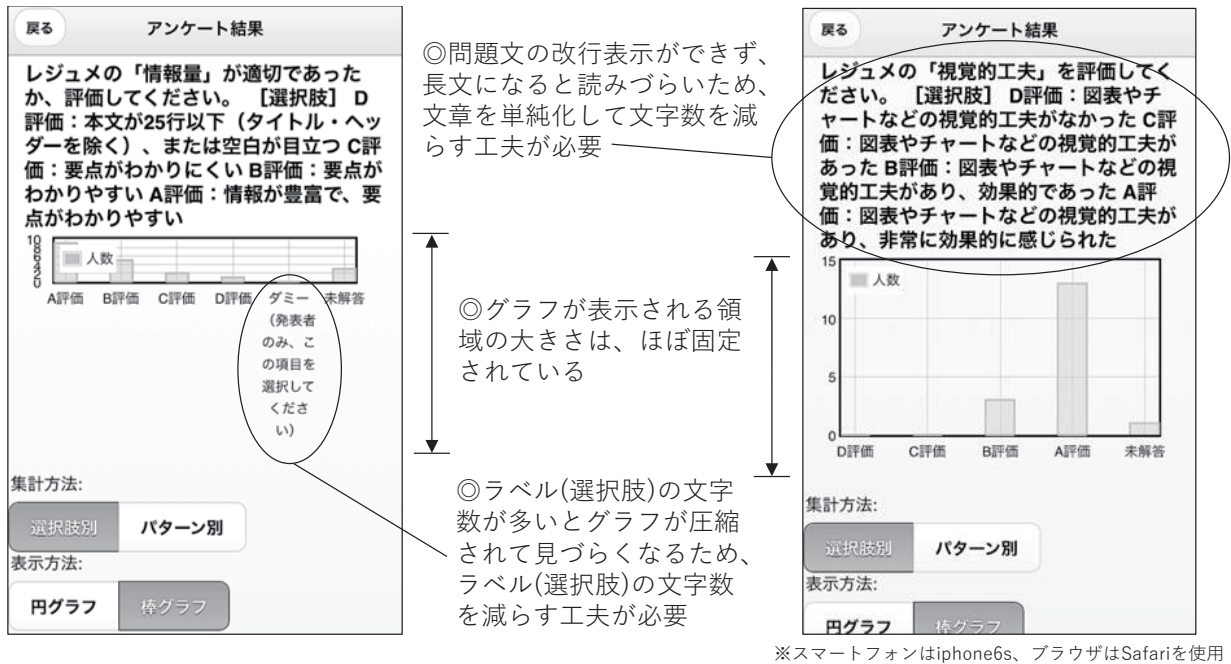 戻る
アンケート結果
レジュメの「情報量」が適切であった
か、評価してください。 ［選択肢］ D
評価：本文が25行以下（タイトル・ヘッ
ダーを除く）、または空白が目立つ C評
価：要点がわかりにくい B評価：要点が
わかりやすい A評価：情報が豊富で、要
点がわかりやすい
10
8
6
4
2
0
人数
A評価 B評価 C評価 D評価 ダミー 未解答
（発表者
のみ、こ
の項目を
選択して
くださ
い）
集計方法:
選択肢別 パターン別
表示方法:
円グラフ 棒グラフ
◎問題文の改行表示ができず、
長文になると読みづらいため、
文章を単純化して文字数を減
らす工夫が必要
◎グラフが表示される領
域の大きさは、ほぼ固定
されている
◎ラベル(選択肢)の文字
数が多いとグラフが圧縮
されて見づらくなるため、
ラベル(選択肢)の文字数
を減らす工夫が必要
戻る
アンケート結果
レジュメの「視覚的工夫」を評価してく
ださい。 ［選択肢］ D評価：図表やチ
ャートなどの視覚的工夫がなかった C評
価：図表やチャートなどの視覚的工夫が
あった B評価：図表やチャートなどの視
覚的工夫があり、効果的であった A評
価：図表やチャートなどの視覚的工夫が
あり、非常に効果的に感じられた
15
人数
10
5
0
D評価 C評価 B評価 A評価 未解答
集計方法:
選択肢別 パターン別
表示方法:
円グラフ 棒グラフ
※スマートフォンはiphone6s、ブラウザはSafariを使用